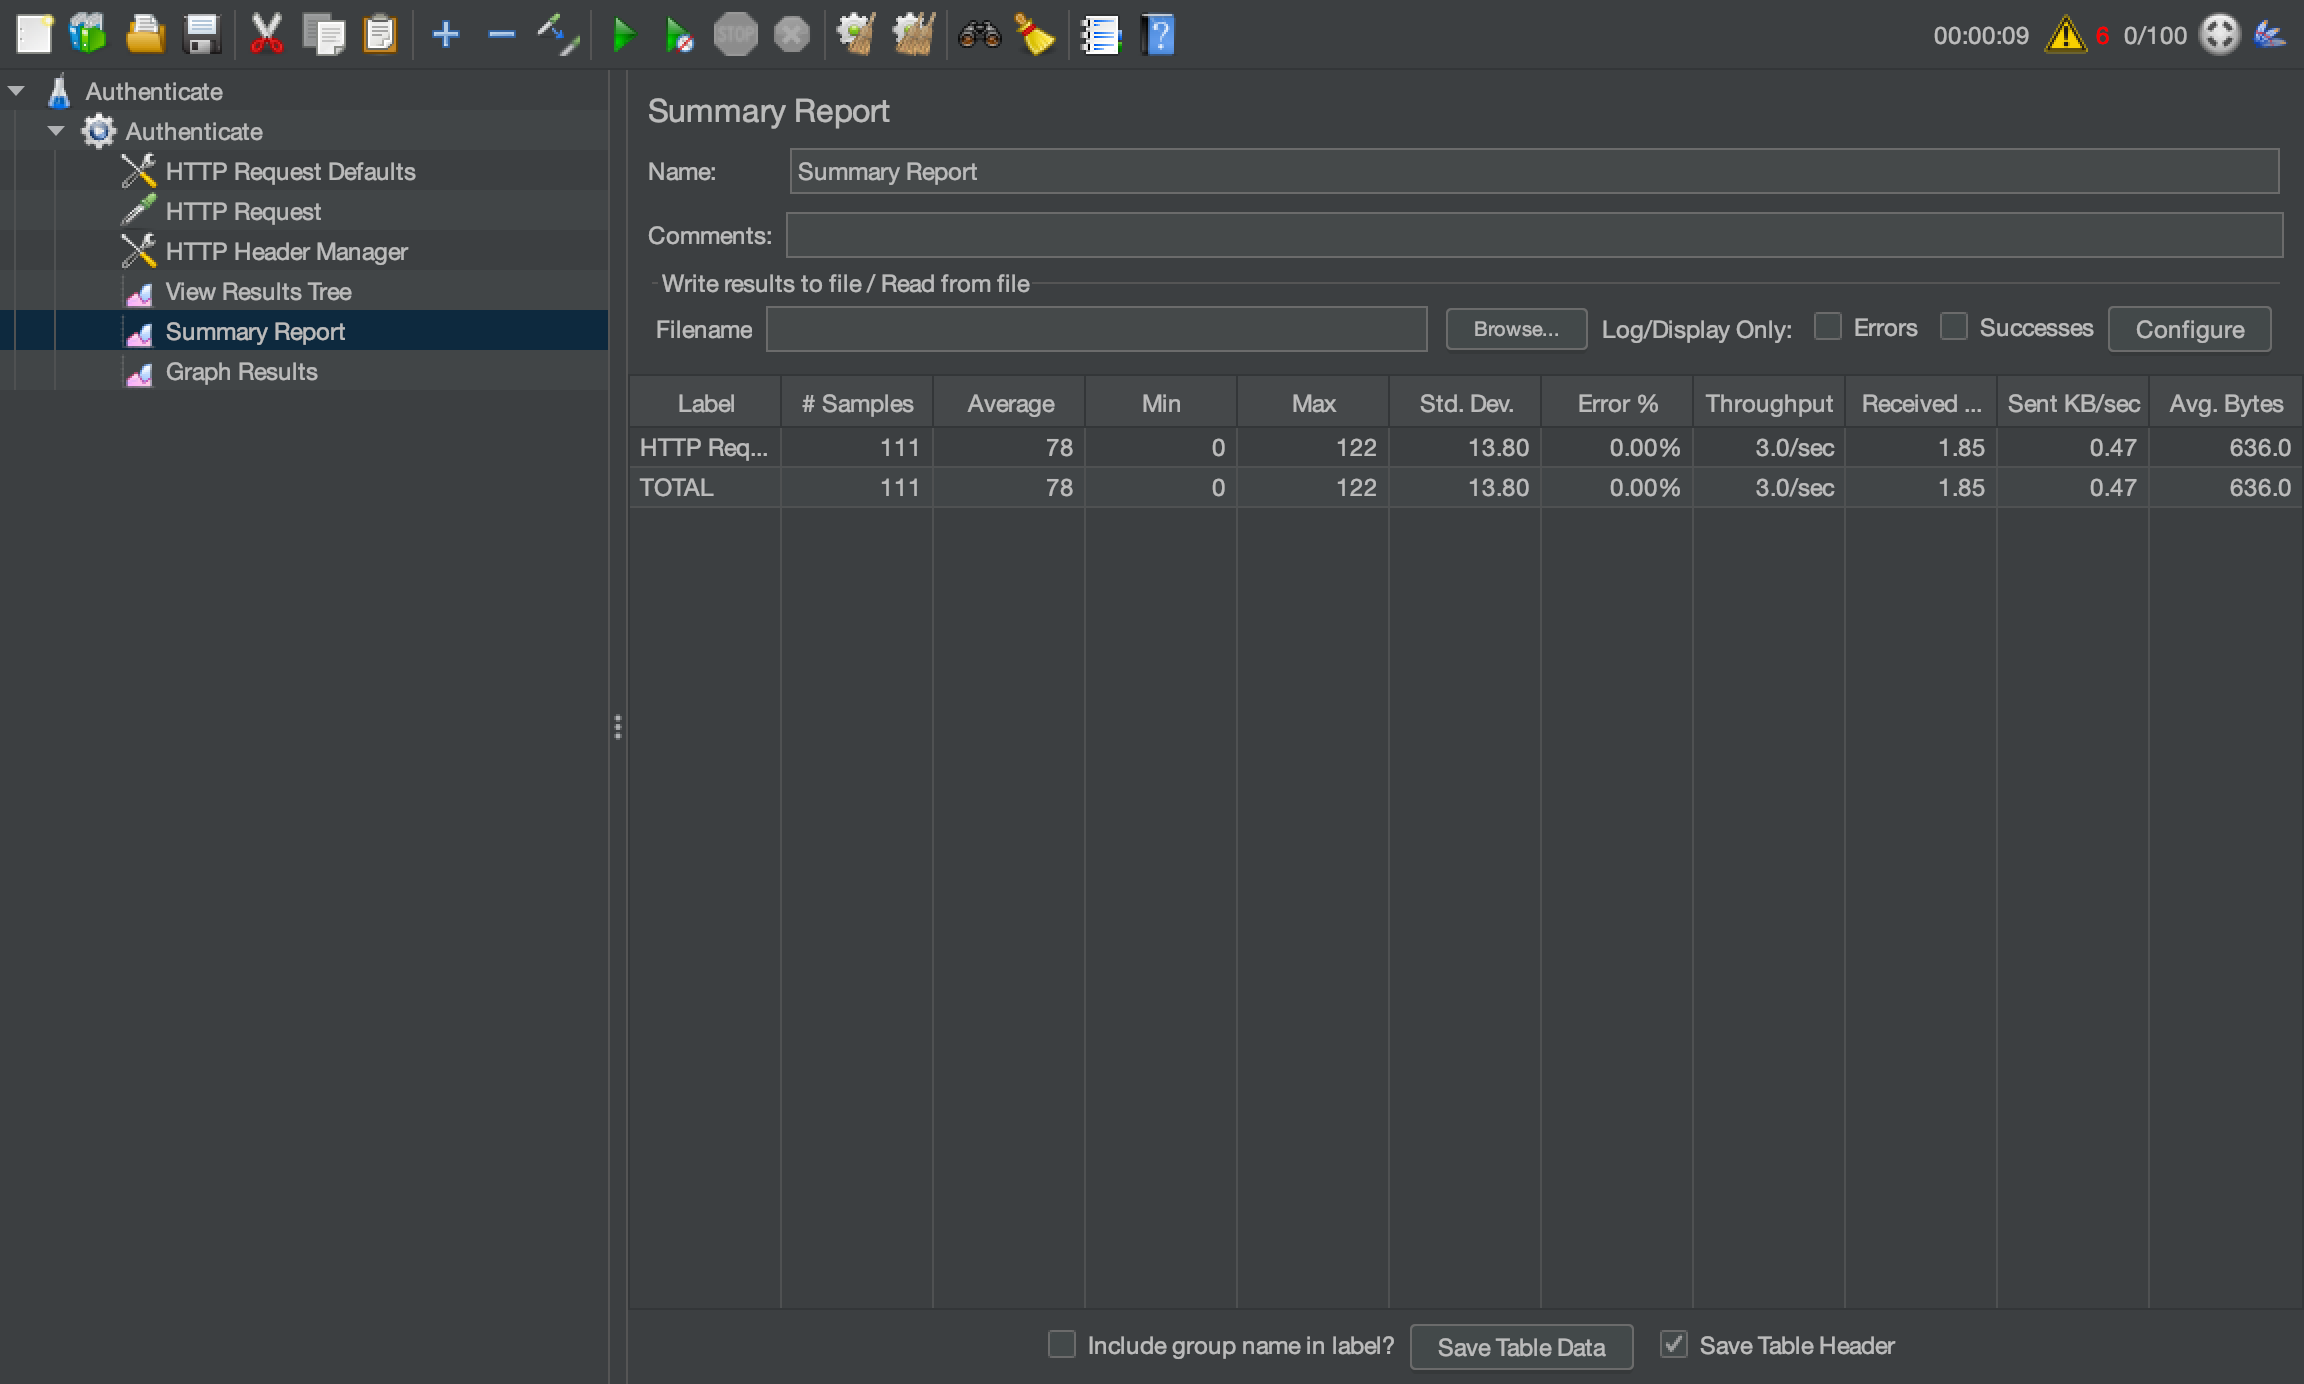 STOP
?
00:00:09 6 0/100
Authenticate
Authenticate
HTTP Request Defaults
HTTP Request
HTTP Header Manager
View Results Tree
Summary Report
Graph Results
Summary Report
Name: Summary Report
Comments:
Write results to file / Read from file
Filename Browse... Log/Display Only: Errors Successes Configure
Label # Samples Average Min Max Std. Dev. Error % Throughput Received ... Sent KB/sec Avg. Bytes
HTTP Req... 111 78 0 122 13.80 0.00% 3.0/sec 1.85 0.47 636.0
TOTAL 111 78 0 122 13.80 0.00% 3.0/sec 1.85 0.47 636.0
Include group name in label? Save Table Data Save Table Header